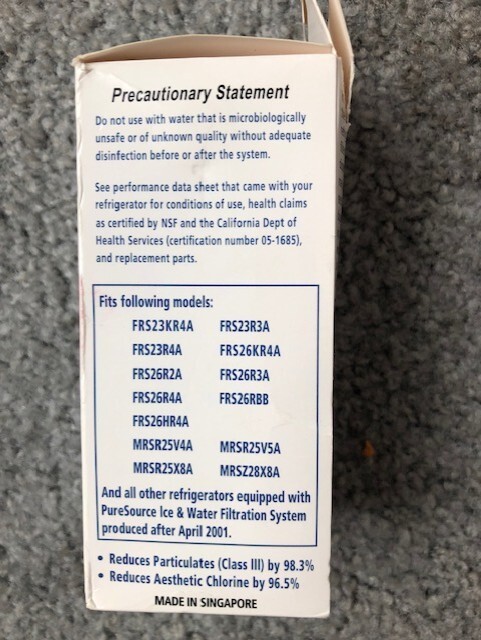 Precautionary Statement
Do not use with water that is microbiologically
unsafe or of unknown quality without adequate
disinfection before or after the system.
See performance data sheet that came with your
refrigerator for conditions of use, health claims
as certified by NSF and the California Dept of
Health Services (certification number 05-1685),
and replacement parts.
Fits following models:
FRS23KR4A FRS23R3A
FRS23R4A FRS26KR4A
FRS26R2A FRS26R3A
FRS26R4A FRS26RBB
FRS26HR4A
MRSR25V4A MRSR25V5A
MRSR25X8A MRSZ28X8A
And all other refrigerators equipped with
PureSource Ice & Water Filtration System
produced after April 2001.
• Reduces Particulates (Class III) by 98.3%
• Reduces Aesthetic Chlorine by 96.5%
MADE IN SINGAPORE